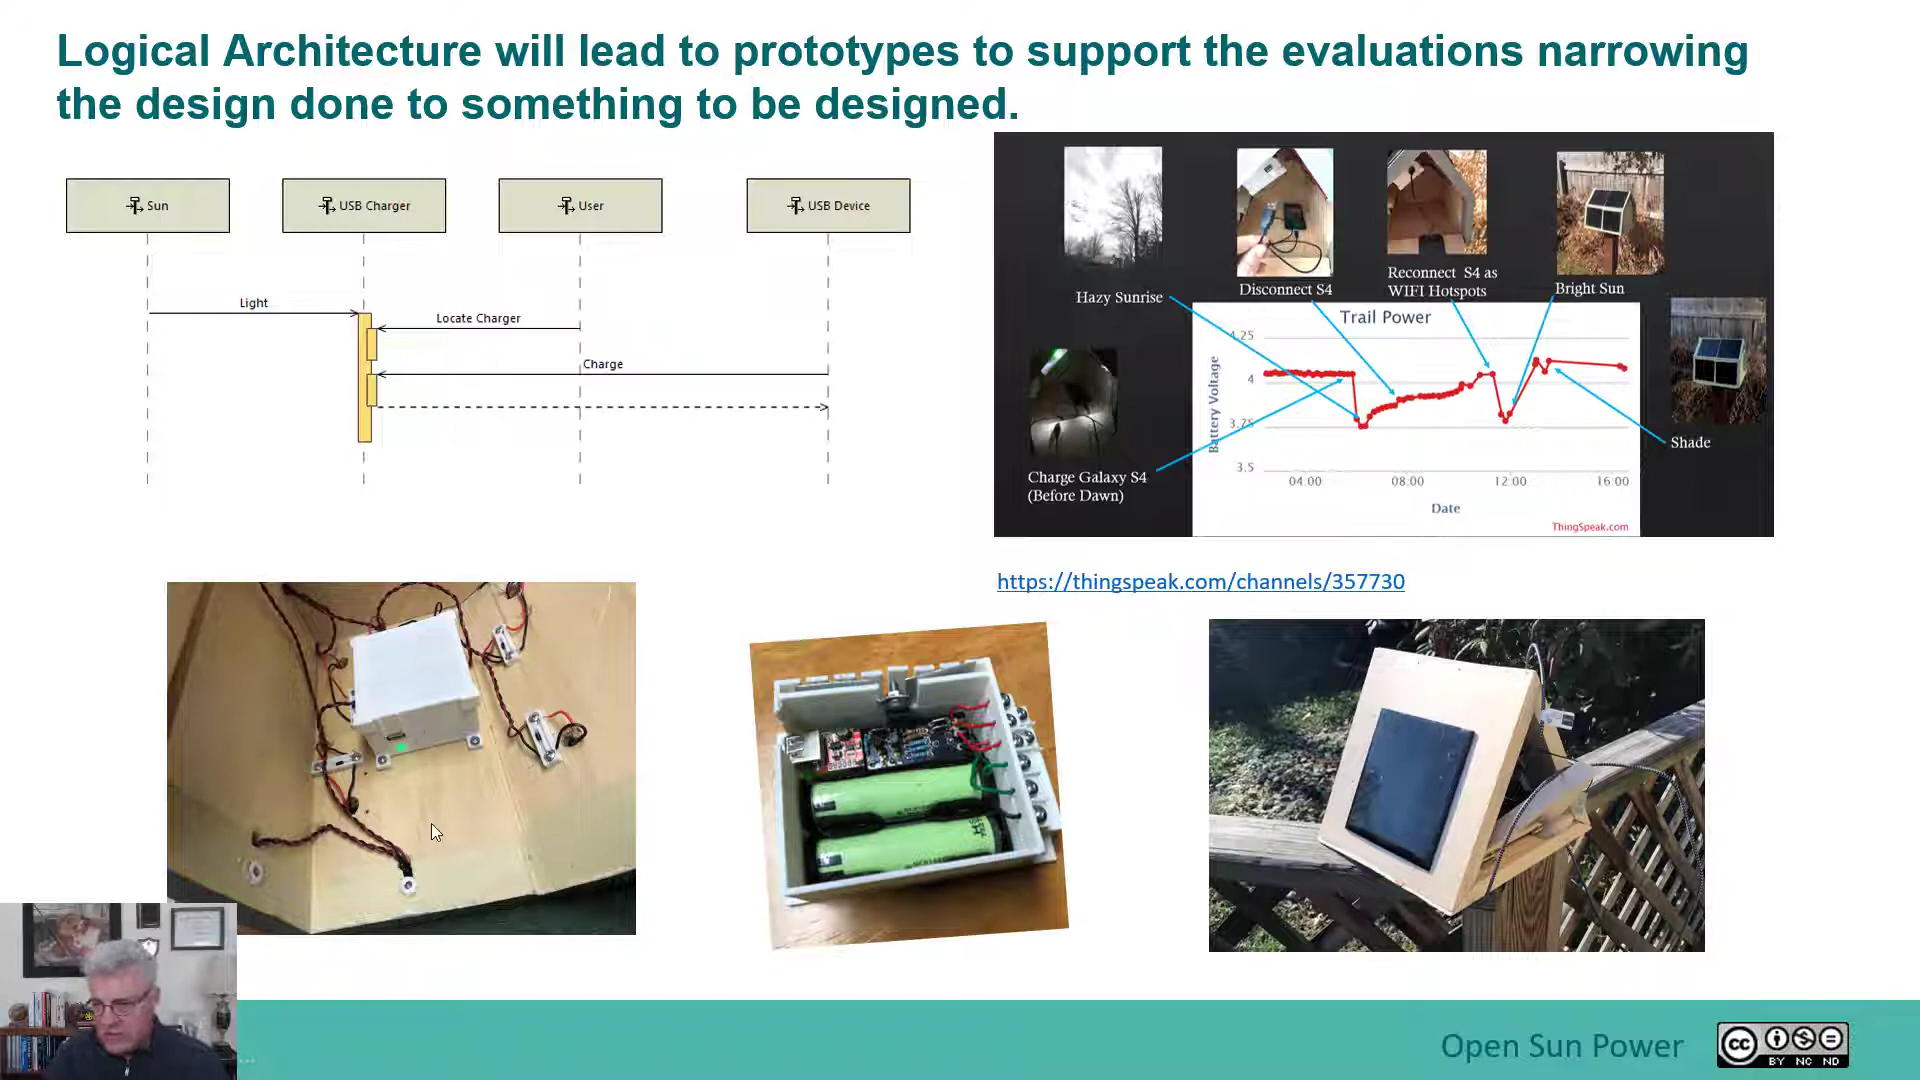 Logical Architecture will lead to prototypes to support the evaluations narrowing
the design done to something to be designed.
Sun
USB Charger
User
USB Device
Light
Locate Charger
Charge
Hazy Sunrise
Disconnect S4
Reconnect S4 as
WIFI Hotspots
Bright Sun
Shade
Charge Galaxy S4
(Before Dawn)
Trail Power
Battery Voltage
4.25
4
3.75
3.5
04:00
08:00
12:00
16:00
Date
ThingSpeak.com
https://thingspeak.com/channels/357730
Open Sun Power
cc
BY NC ND